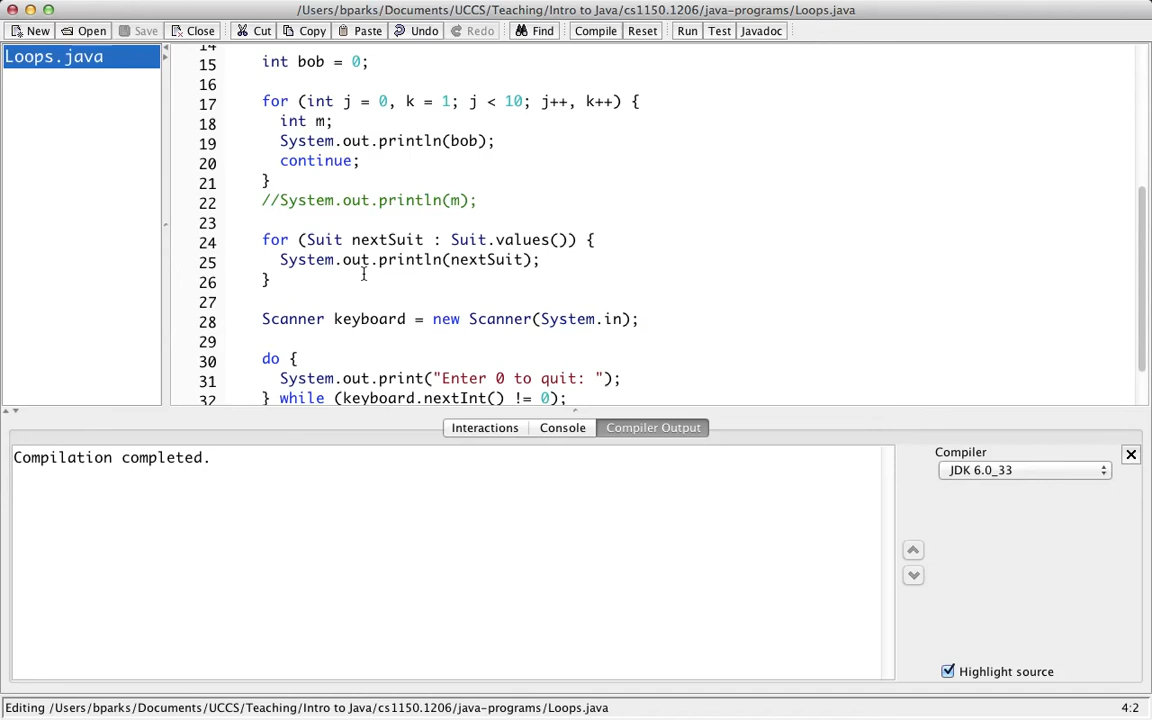 /Users/bparks/Documents/UCCS/Teaching/Intro to Java/cs1150.1206/java-programs/Loops.java
New Open Save Close Cut Copy Paste Undo Redo Find Compile Reset Run Test Javadoc
Loops.java
14
15 int bob = 0;
16
17 for (int j = 0, k = 1; j < 10; j++, k++) {
18 int m;
19 System.out.println(bob);
20 continue;
21 }
22 //System.out.println(m);
23
24 for (Suit nextSuit : Suit.values()) {
25 System.out.println(nextSuit);
26 }
27
28 Scanner keyboard = new Scanner(System.in);
29
30 do {
31 System.out.print("Enter 0 to quit: ");
32 } while (keyboard.nextInt() != 0);
Interactions Console Compiler Output
Compilation completed.
Compiler
JDK 6.0_33
Highlight source
Editing /Users/bparks/Documents/UCCS/Teaching/Intro to Java/cs1150.1206/java-programs/Loops.java 4:2